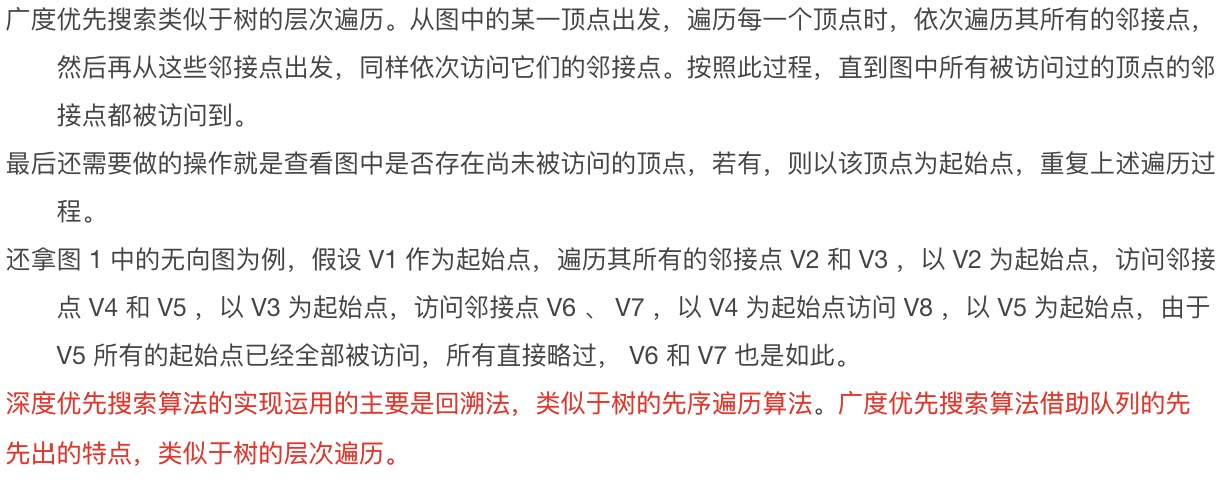 广度优先搜索类似于树的层次遍历。从图中的某一顶点出发，遍历每一个顶点时，依次遍历其所有的邻接点，
然后再从这些邻接点出发，同样依次访问它们的邻接点。按照此过程，直到图中所有被访问过的顶点的邻
接点都被访问到。
最后还需要做的操作就是查看图中是否存在尚未被访问的顶点，若有，则以该顶点为起始点，重复上述遍历过
程。
还拿图 1 中的无向图为例，假设 V1 作为起始点，遍历其所有的邻接点 V2 和 V3 ，以 V2 为起始点，访问邻接
点 V4 和 V5 ，以 V3 为起始点，访问邻接点 V6 、 V7 ，以 V4 为起始点访问 V8 ，以 V5 为起始点，由于
V5 所有的起始点已经全部被访问，所有直接略过， V6 和 V7 也是如此。
深度优先搜索算法的实现运用的主要是回溯法，类似于树的先序遍历算法。广度优先搜索算法借助队列的先
先出的特点，类似于树的层次遍历。